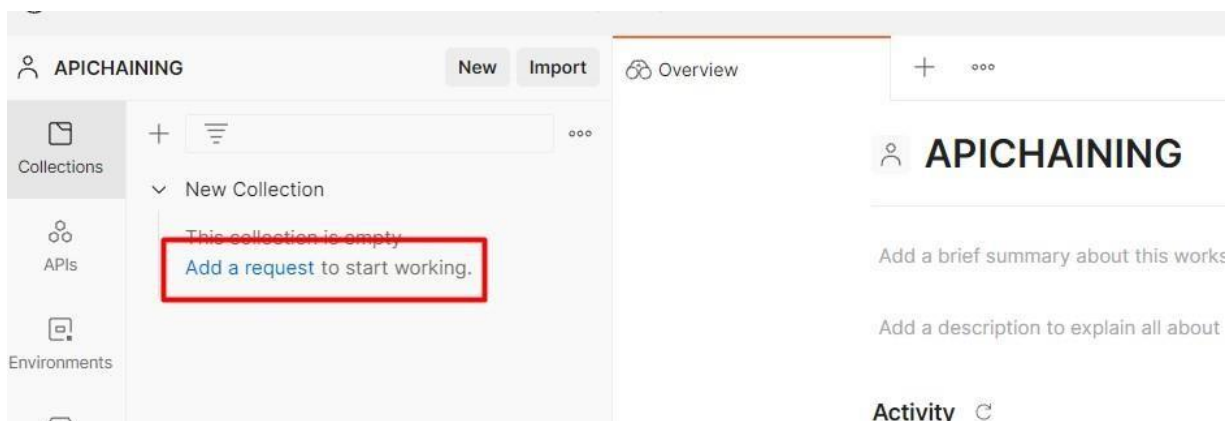 APICHAINING New Import Overview
Collections
New Collection
This collection is empty
Add a request to start working.
APIs
Environments
APICHAINING
Add a brief summary about this works
Add a description to explain all about
Activity